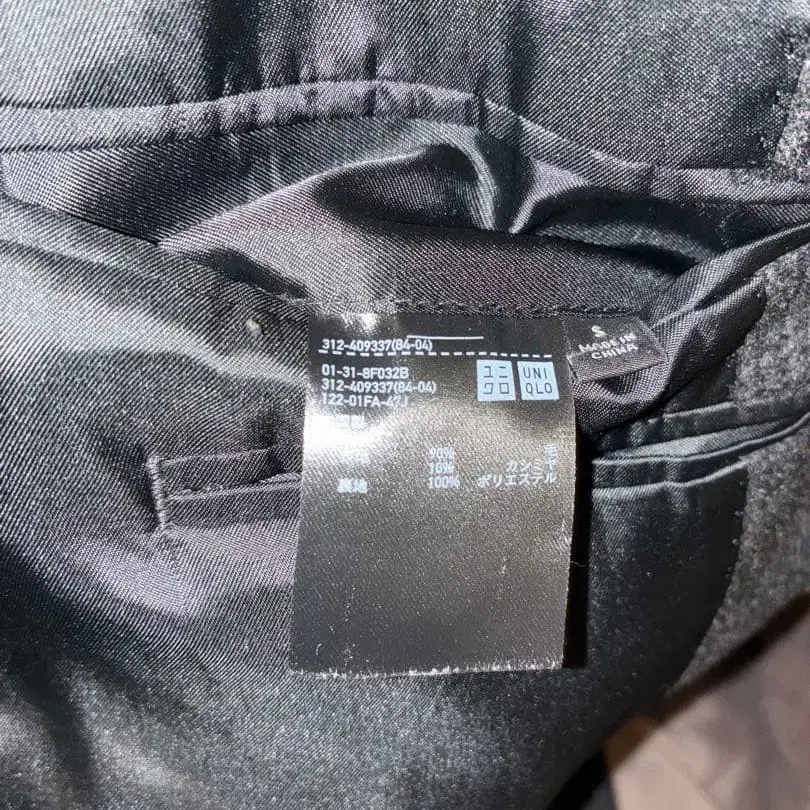 312-409337(84-04)
01-31-8F032B
312-409337(84-04)
122-01FA-47J
ユニ
クロ
UNI
QLO
S
MADE IN
CHINA
90% 毛
10% カシミヤ
裏地 100% ポリエステル